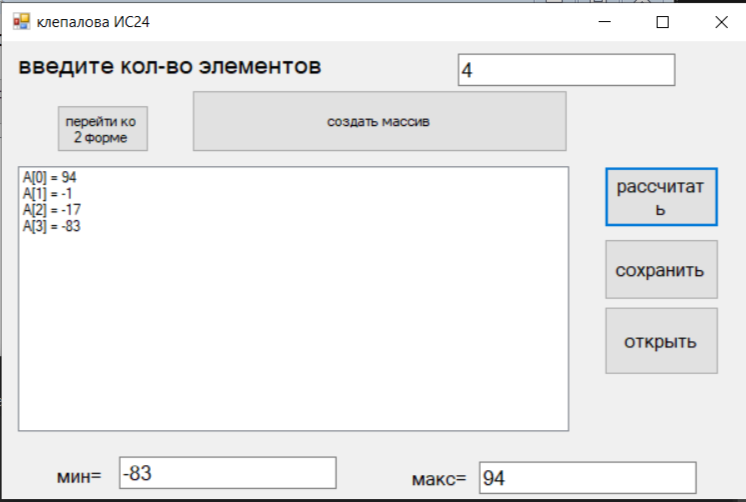 клепалова ИС24
введите кол-во элементов
4
перейти ко
2 форме
создать массив
A[0] = 94
A[1] = -1
A[2] = -17
A[3] = -83
рассчитат
ь
сохранить
открыть
мин=
-83
макс=
94